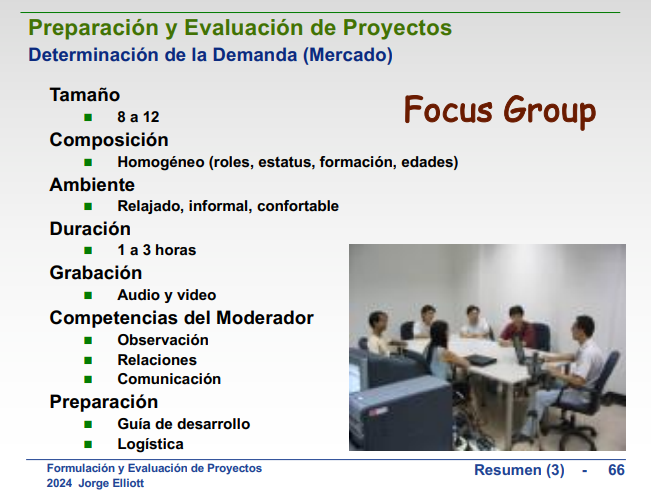 Preparación y Evaluación de Proyectos
Determinación de la Demanda (Mercado)
Focus Group
Tamaño
8 a 12
Composición
Homogéneo (roles, estatus, formación, edades)
Ambiente
Relajado, informal, confortable
Duración
1 a 3 horas
Grabación
Audio y video
Competencias del Moderador
Observación
Relaciones
Comunicación
Preparación
Guía de desarrollo
Logística
Formulación y Evaluación de Proyectos
2024 Jorge Elliott
Resumen (3) - 66